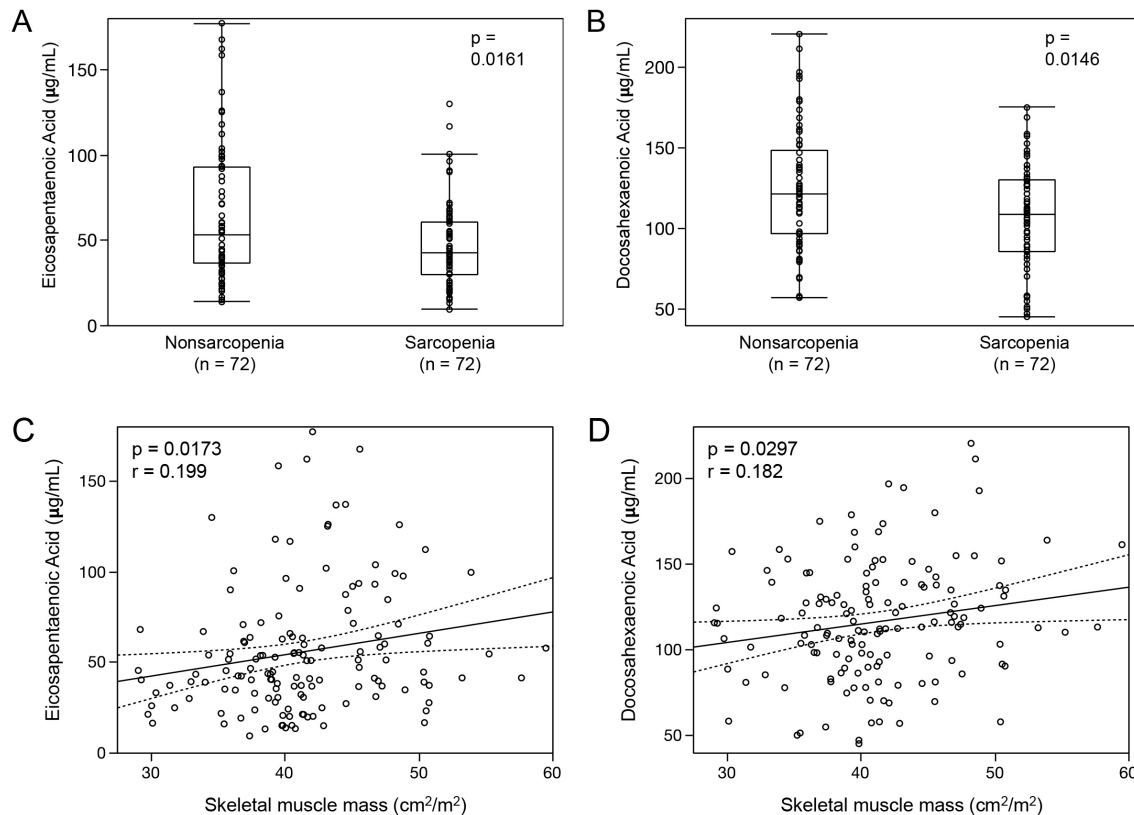 A
Eicosapentaenoic Acid (µg/mL)
150
100
50
0
p =
0.0161
Nonsarcopenia
(n = 72)
Sarcopenia
(n = 72)
B
Docosahexaenoic Acid (µg/mL)
200
150
100
50
p =
0.0146
Nonsarcopenia
(n = 72)
Sarcopenia
(n = 72)
C
Eicosapentaenoic Acid (µg/mL)
p = 0.0173
r = 0.199
150
100
50
0
30 40 50 60
Skeletal muscle mass (cm²/m²)
D
Docosahexaenoic Acid (µg/mL)
p = 0.0297
r = 0.182
200
150
100
50
30 40 50 60
Skeletal muscle mass (cm²/m²)